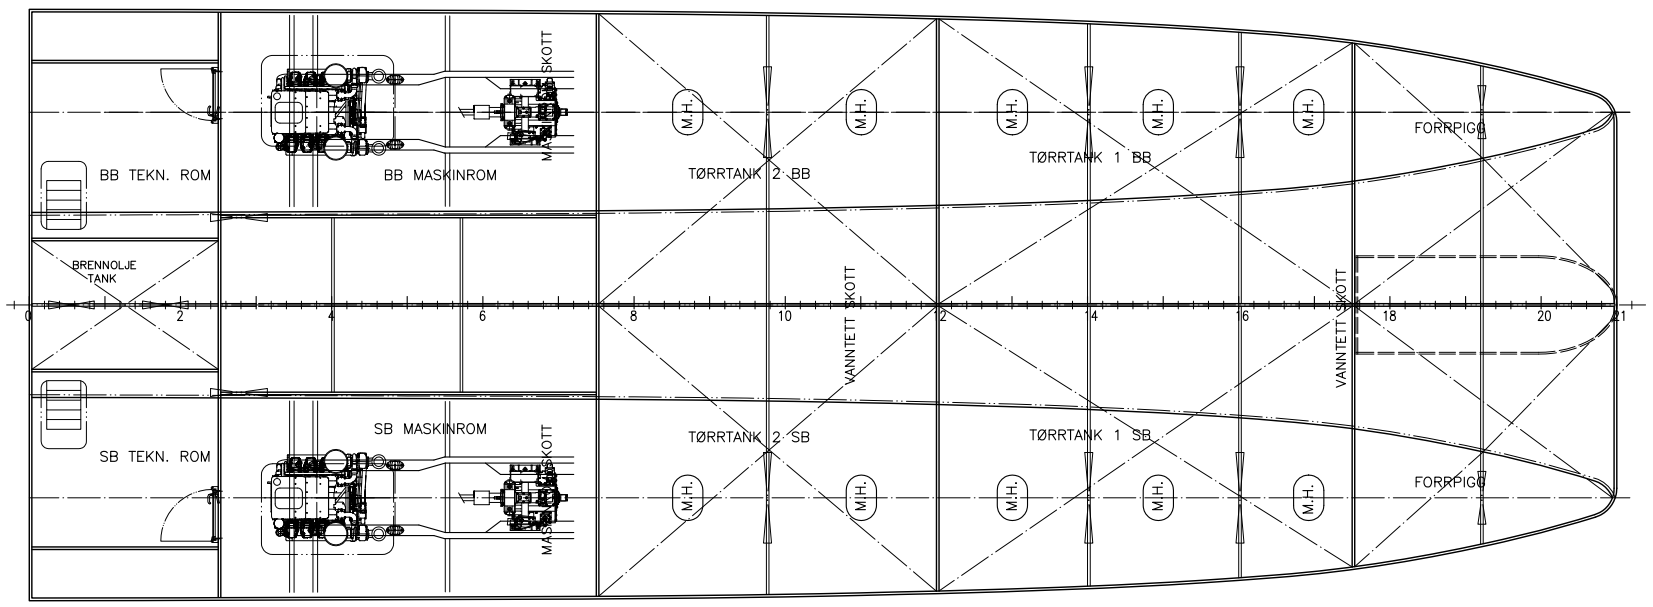 MASKINROM SKOTT
M.H.
M.H.
M.H.
M.H.
M.H.
FORRPIGG
TØRRTANK 1 BB
BB TEKN. ROM
BB MASKINROM
TØRRTANK 2 BB
BRENNOLJE
TANK
VANNTETT SKOTT
VANNTETT SKOTT
0 2 4 6 8 10 12 14 16 18 20 21
SB MASKINROM
TØRRTANK 2 SB
TØRRTANK 1 SB
SB TEKN. ROM
FORRPIGG
M.H.
M.H.
M.H.
M.H.
M.H.